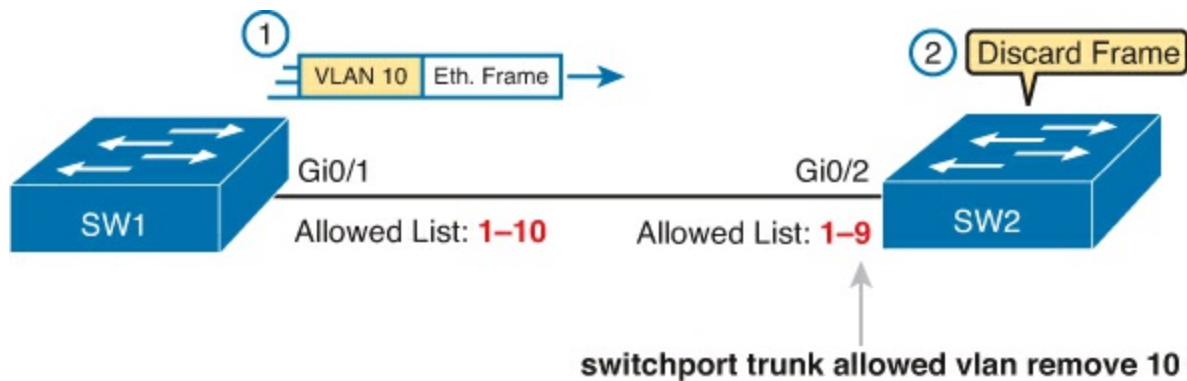 1
VLAN 10 Eth. Frame
2 Discard Frame
Gi0/1 Gi0/2
SW1 SW2
Allowed List: 1–10 Allowed List: 1–9
switchport trunk allowed vlan remove 10